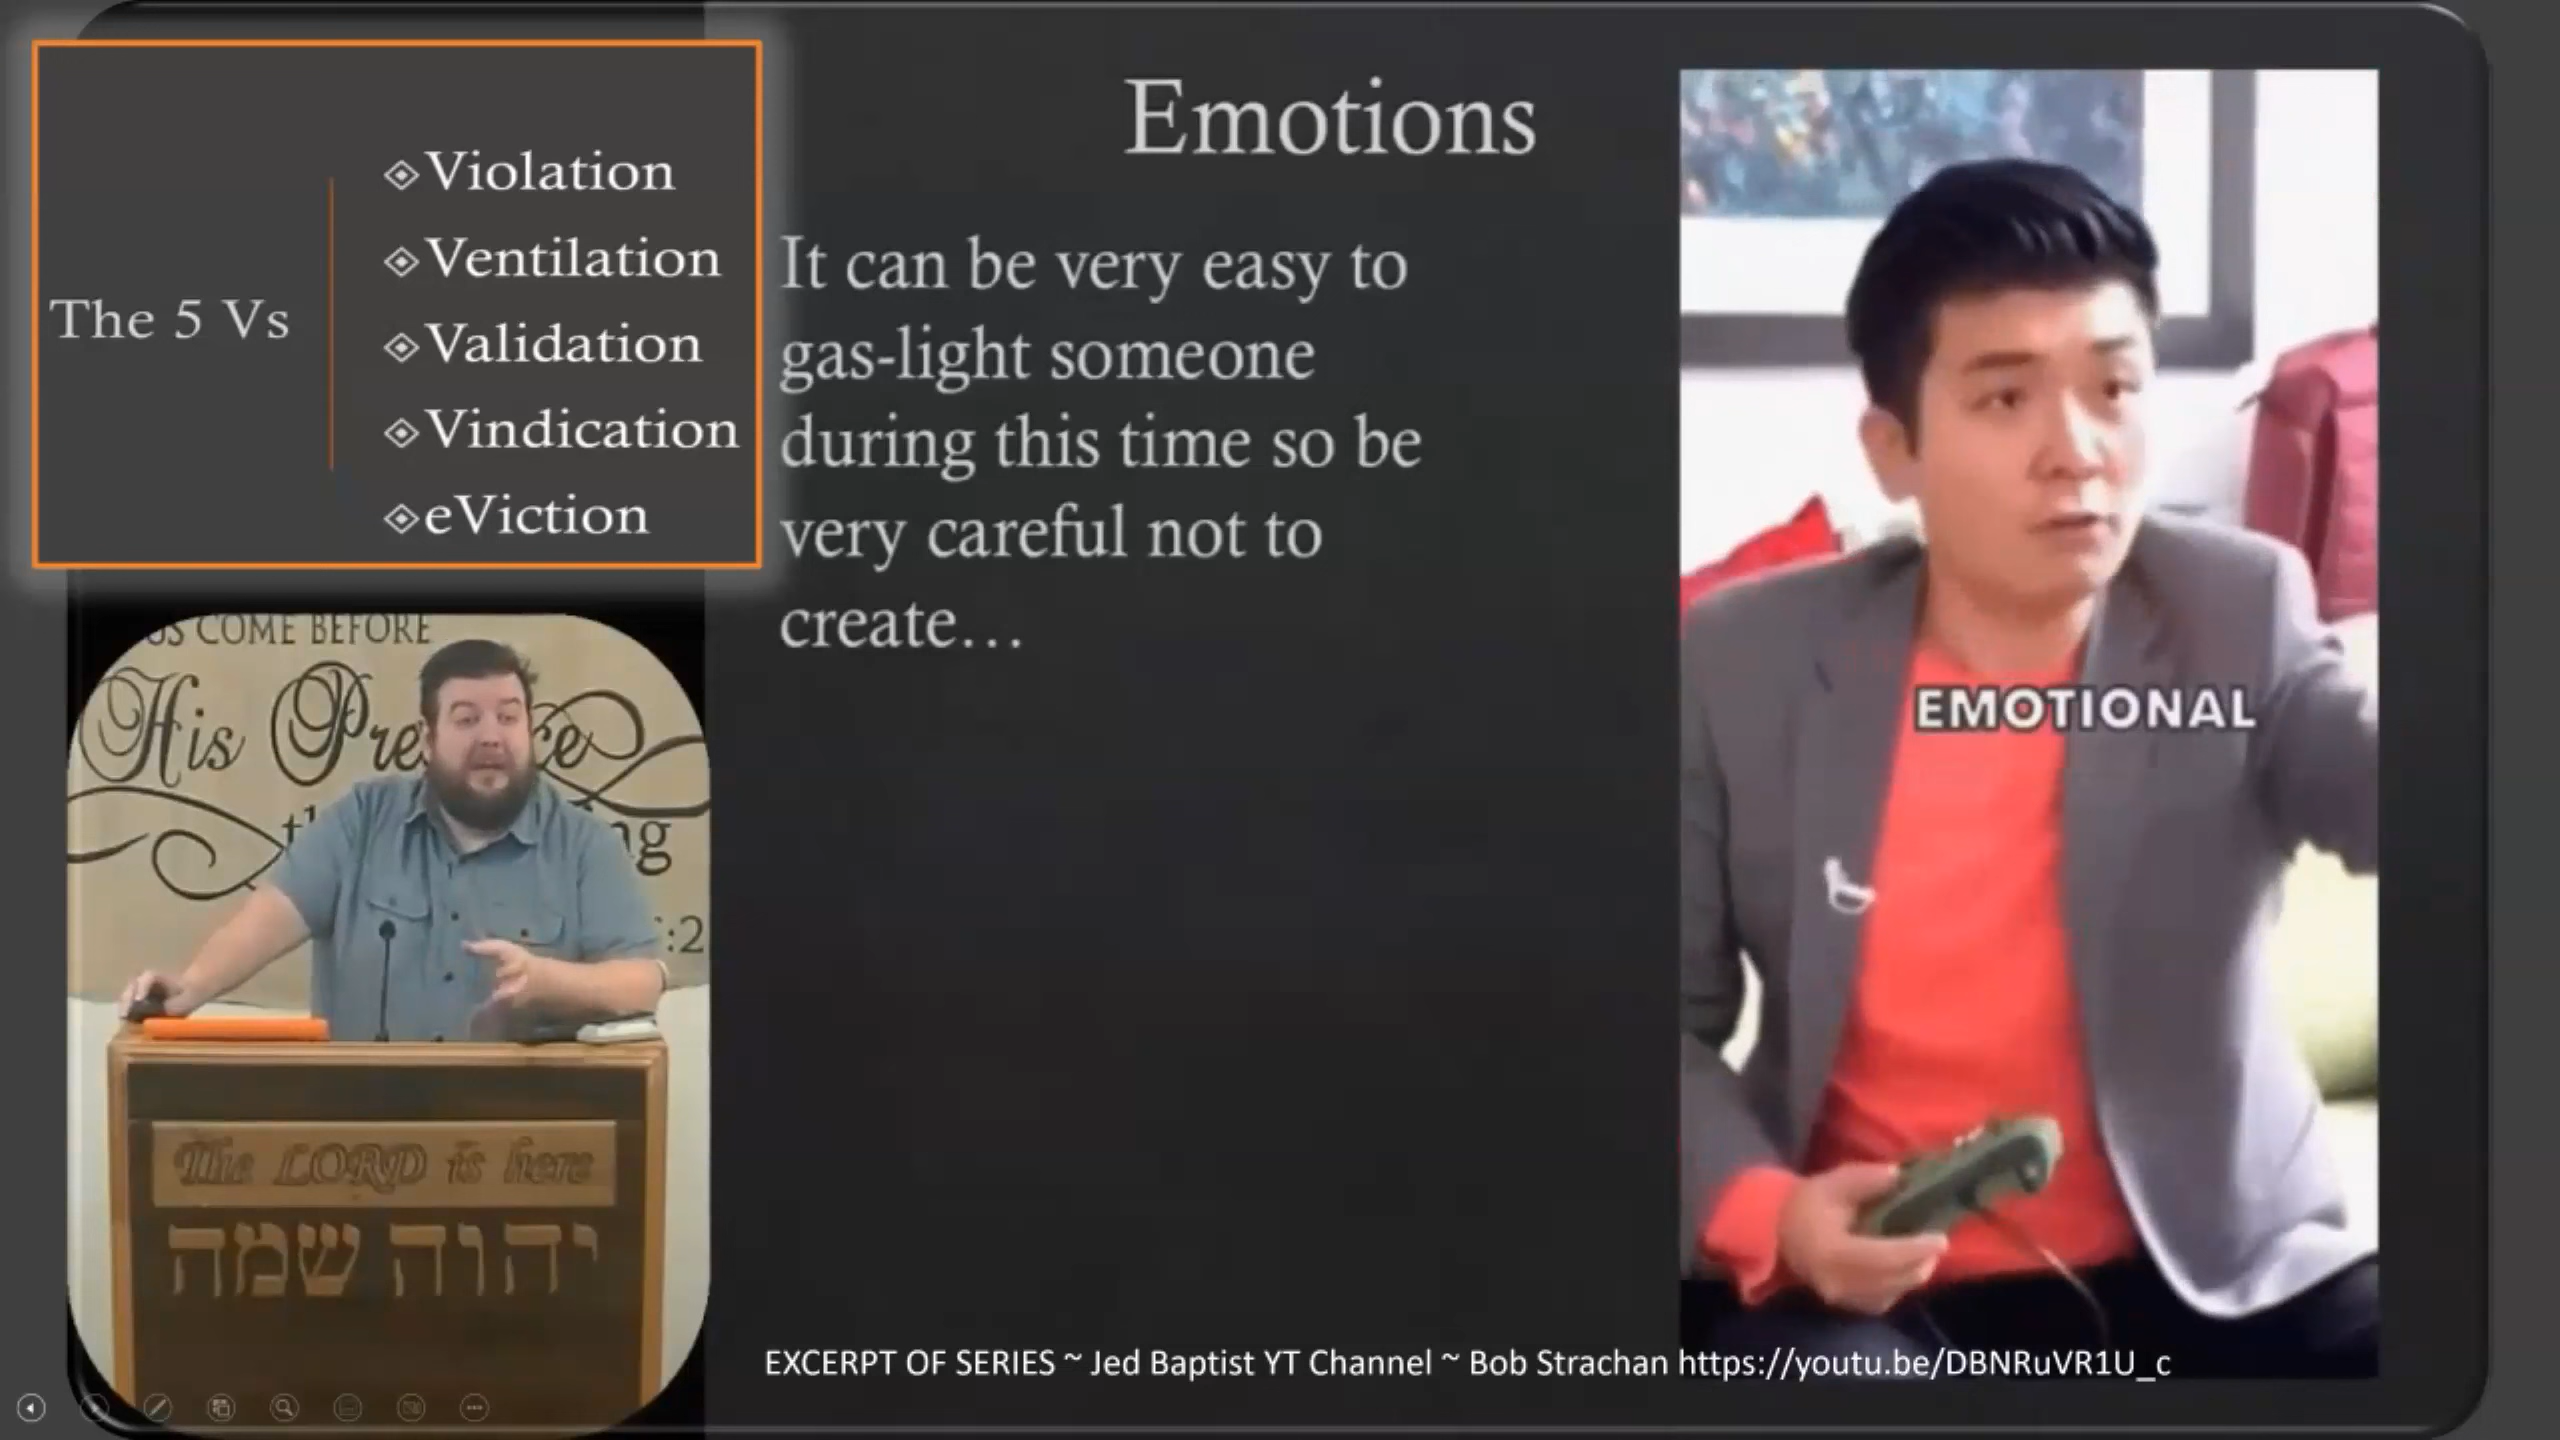 The 5 Vs
Violation
Ventilation
Validation
Vindication
eViction
Emotions
It can be very easy to
gas-light someone
during this time so be
very careful not to
create...
EMOTIONAL
COME BEFORE
His
:2
The LORD is here
יהוה שמה
EXCERPT OF SERIES ~ Jed Baptist YT Channel ~ Bob Strachan https://youtu.be/DBNRuVR1U_c